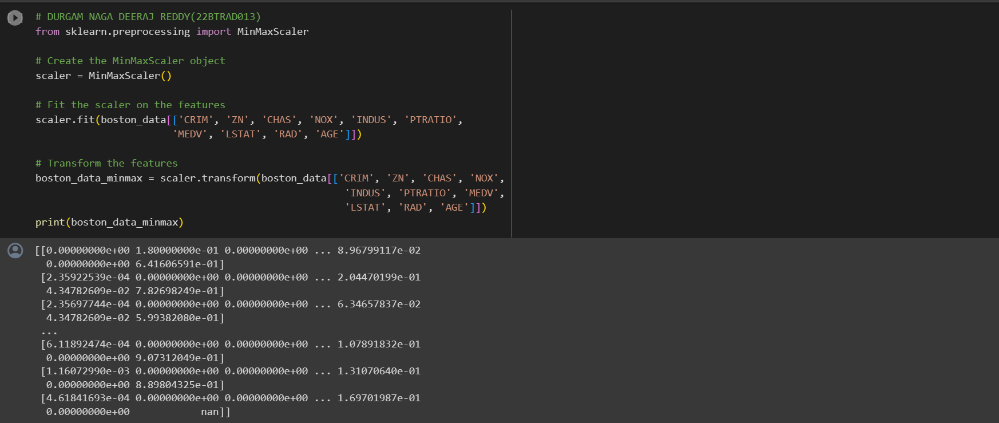 # DURGAM NAGA DEERAJ REDDY(22BTRAD013)
from sklearn.preprocessing import MinMaxScaler
# Create the MinMaxScaler object
scaler = MinMaxScaler()
# Fit the scaler on the features
scaler.fit(boston_data[['CRIM', 'ZN', 'CHAS', 'NOX', 'INDUS', 'PTRATIO',
'MEDV', 'LSTAT', 'RAD', 'AGE']])
# Transform the features
boston_data_minmax = scaler.transform(boston_data[['CRIM', 'ZN', 'CHAS', 'NOX',
'INDUS', 'PTRATIO', 'MEDV',
'LSTAT', 'RAD', 'AGE']])
print(boston_data_minmax)
[[0.00000000e+00 1.80000000e-01 0.00000000e+00 ... 8.96799117e-02
0.00000000e+00 6.41606591e-01]
[2.35922539e-04 0.00000000e+00 0.00000000e+00 ... 2.04470199e-01
4.34782609e-02 7.82698249e-01]
[2.35697744e-04 0.00000000e+00 0.00000000e+00 ... 6.34657837e-02
4.34782609e-02 5.99382080e-01]
...
[6.11892474e-04 0.00000000e+00 0.00000000e+00 ... 1.07891832e-01
0.00000000e+00 9.07312049e-01]
[1.16072990e-03 0.00000000e+00 0.00000000e+00 ... 1.31070640e-01
0.00000000e+00 8.89804325e-01]
[4.61841693e-04 0.00000000e+00 0.00000000e+00 ... 1.69701987e-01
0.00000000e+00 nan]]